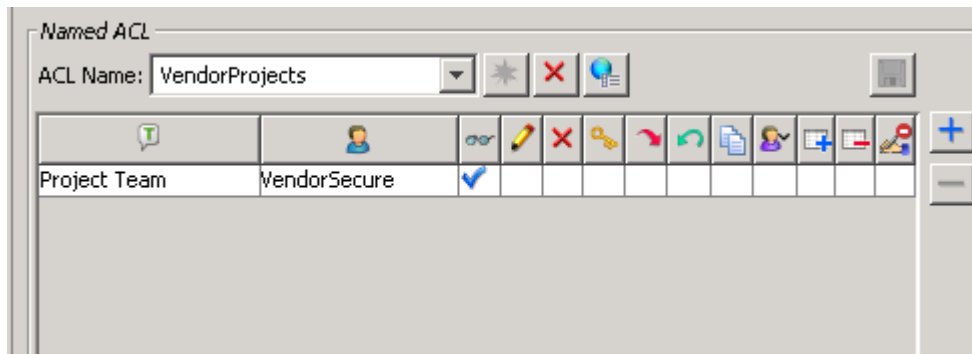 Named ACL
ACL Name: VendorProjects
T
Project Team VendorSecure